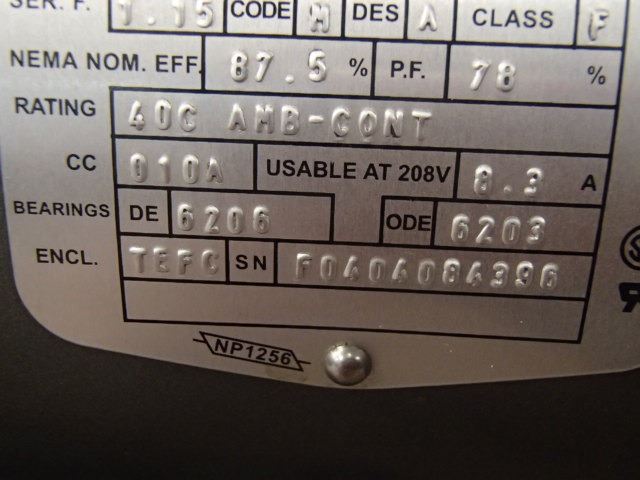 SER. F. 1.15 CODE M DES A CLASS F
NEMA NOM. EFF. 87.5 % P.F. 78 %
RATING 40C AMB-CONT
CC 010A USABLE AT 208V 8.3 A
BEARINGS DE 6206 ODE 6203
ENCL. TEFC SN F0404084396
NP1256